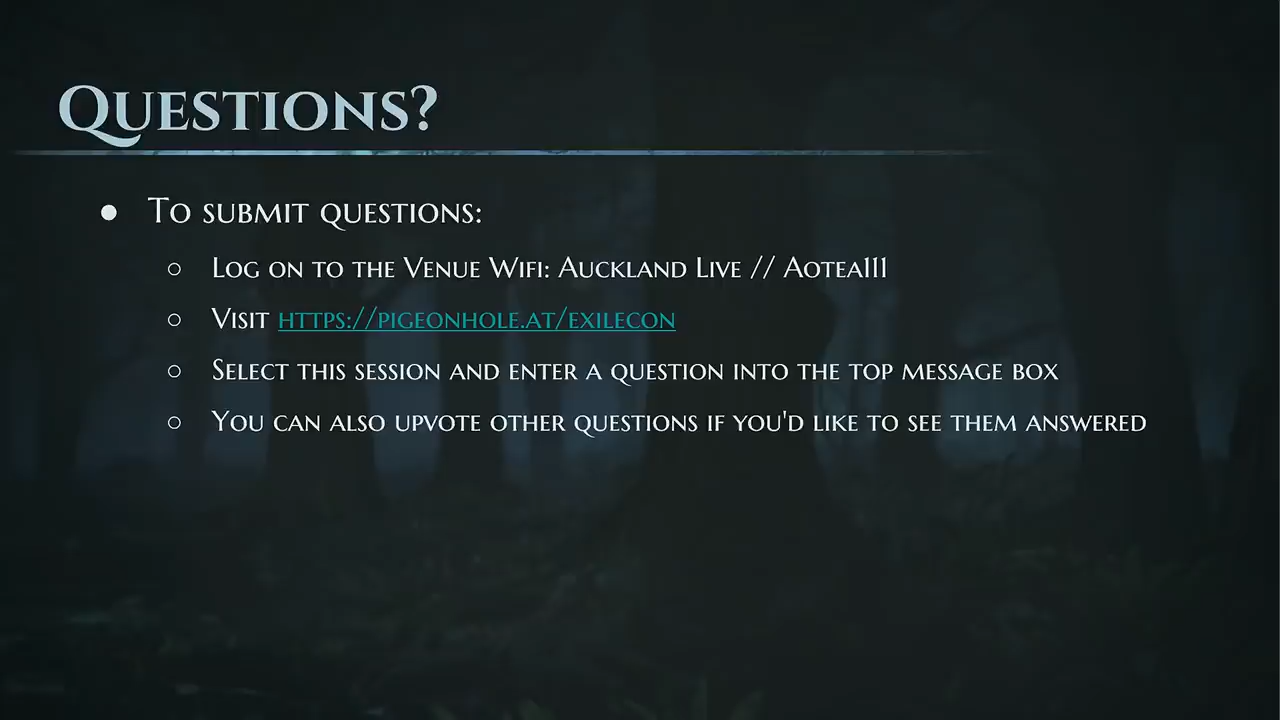 Questions?
● To submit questions:
○ Log on to the Venue Wifi: Auckland Live // Aotea111
○ Visit https://pigeonhole.at/exilecon
○ Select this session and enter a question into the top message box
○ You can also upvote other questions if you'd like to see them answered